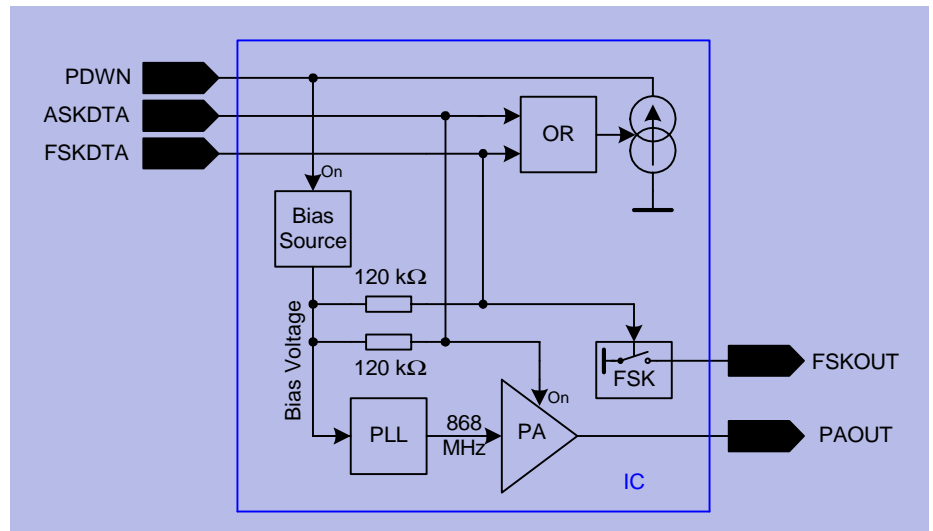 PDWN
ASKDTA
FSKDTA
OR
On
Bias
Source
120 kΩ
Bias Voltage
120 kΩ
FSK
FSKOUT
On
PLL
868
MHz
PA
PAOUT
IC